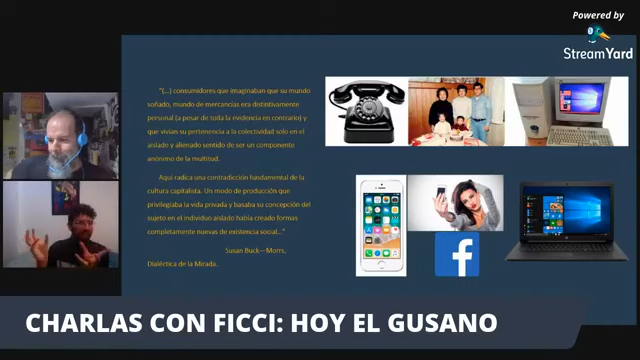 Powered by
StreamYard
"(...) consumidores que imaginaban que su mundo
soñado, mundo de mercancías era distintivamente
personal (a pesar de toda la evidencia en contrario) y
que vivían su pertenencia a la colectividad solo en el
aislado y alienado sentido de ser un componente
anónimo de la multitud.
Aquí radica una contradicción fundamental de la
cultura capitalista. Un modo de producción que
privilegiaba la vida privada y basaba su concepción del
sujeto en el individuo aislado había creado formas
completamente nuevas de existencia social..."
Susan Buck—Morrs,
Dialéctica de la Mirada.
f
CHARLAS CON FICCI: HOY EL GUSANO